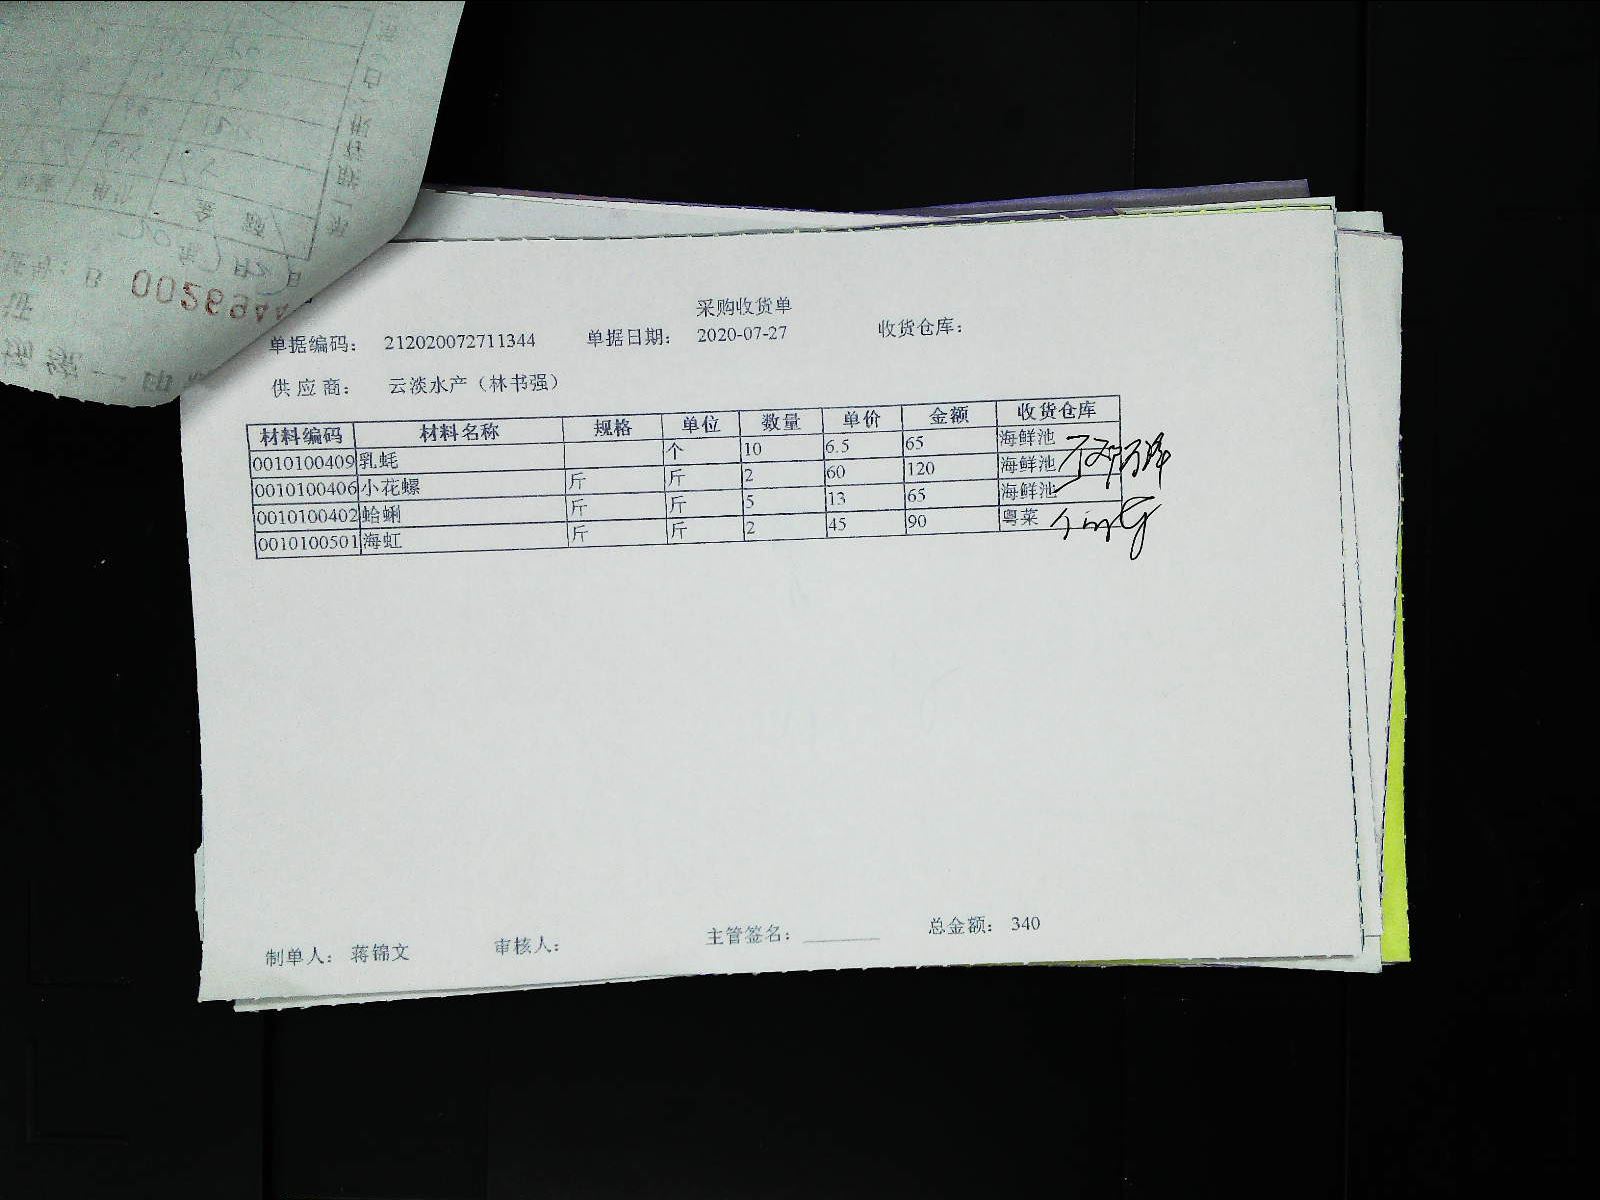 采购收货单
单据编码： 212020072711344 单据日期： 2020-07-27 收货仓库：
供应商： 云淡水产（林书强）
材料编码 材料名称 规格 单位 数量 单价 金额 收货仓库
0010100409 乳蚝 个 10 6.5 65 海鲜池
0010100406 小花螺 斤 斤 2 60 120 海鲜池
0010100402 蛤蜊 斤 斤 5 13 65 海鲜池
0010100501 海虹 斤 斤 2 45 90 粤菜
制单人： 蒋锦文 审核人： 主管签名： 总金额： 340